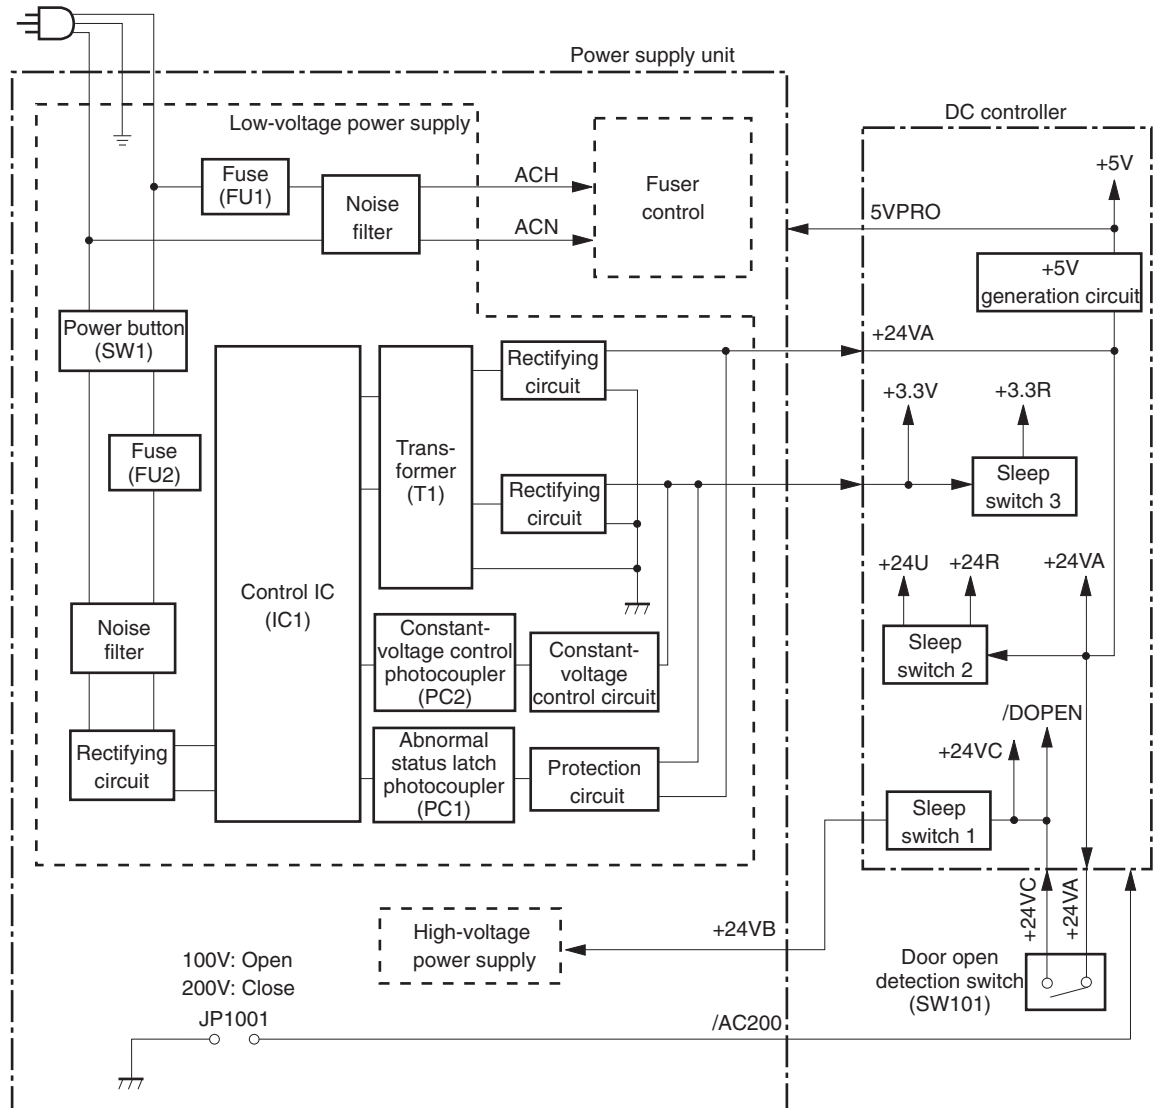 Power supply unit
Low-voltage power supply
DC controller
Fuse
(FU1)
Noise
filter
ACH
ACN
Fuser
control
+5V
5VPRO
+5V
generation circuit
Power button
(SW1)
Rectifying
circuit
+24VA
+3.3V
+3.3R
Fuse
(FU2)
Trans-
former
(T1)
Rectifying
circuit
Sleep
switch 3
Control IC
(IC1)
+24U
+24R
+24VA
Noise
filter
Constant-
voltage control
photocoupler
(PC2)
Constant-
voltage
control circuit
Sleep
switch 2
/DOPEN
+24VC
Rectifying
circuit
Abnormal
status latch
photocoupler
(PC1)
Protection
circuit
Sleep
switch 1
+24VC
+24VA
High-voltage
power supply
+24VB
Door open
detection switch
(SW101)
100V: Open
200V: Close
JP1001
/AC200